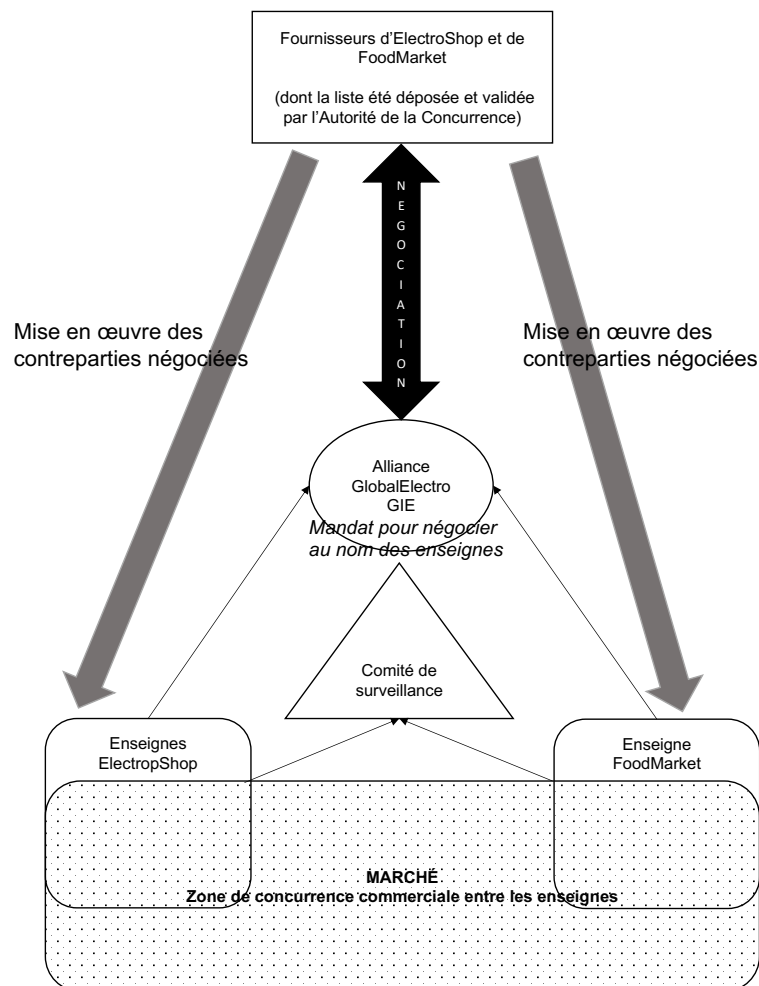 Fournisseurs d'ElectroShop et de
FoodMarket
(dont la liste été déposée et validée
par l'Autorité de la Concurrence)
NEGOCIATION
Mise en œuvre des
contreparties négociées
Mise en œuvre des
contreparties négociées
Alliance
GlobalElectro
GIE
Mandat pour négocier
au nom des enseignes
Comité de
surveillance
Enseignes
ElectropShop
Enseigne
FoodMarket
MARCHÉ
Zone de concurrence commerciale entre les enseignes